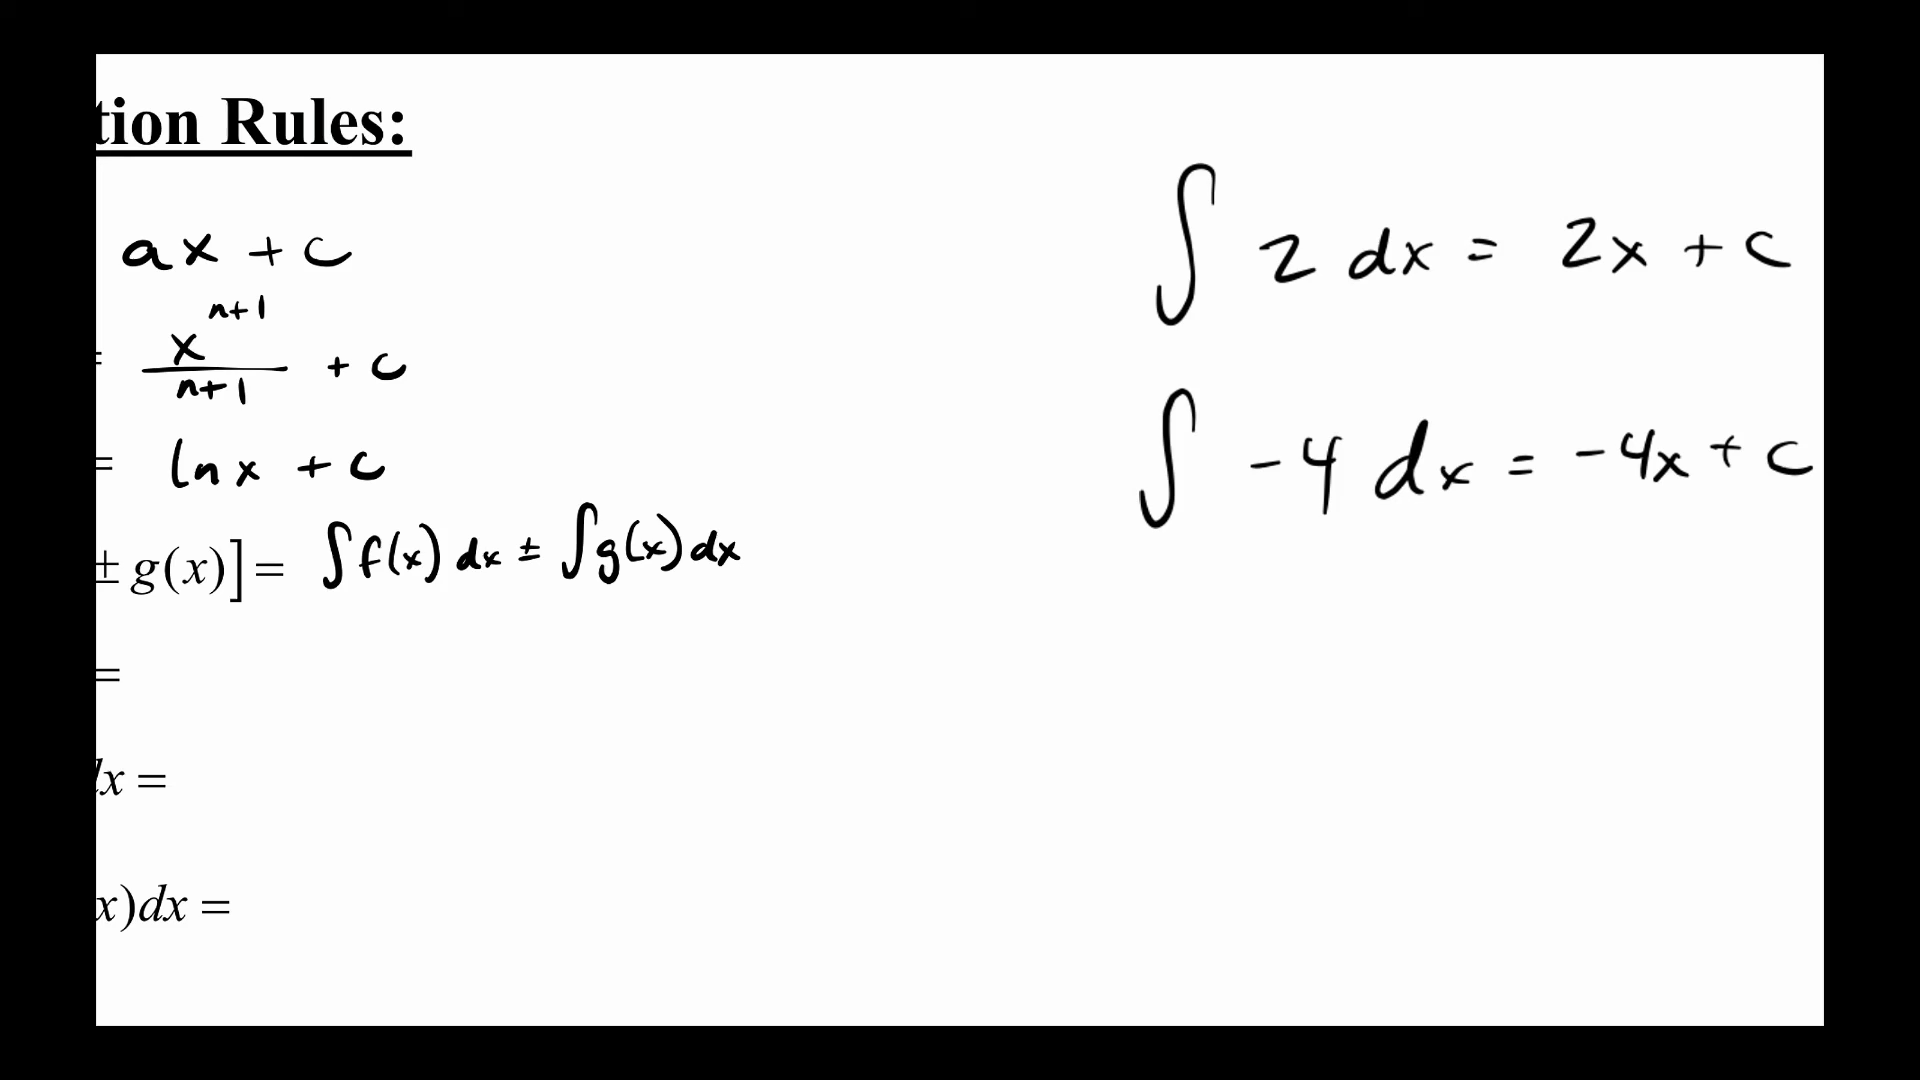 tion Rules:
ax + c
= x^(n+1) / (n+1) + c
= ln x + c
± g(x)] = ∫f(x) dx ± ∫g(x) dx
=
dx =
x)dx =
∫ 2 dx = 2x + c
∫ -4 dx = -4x + c